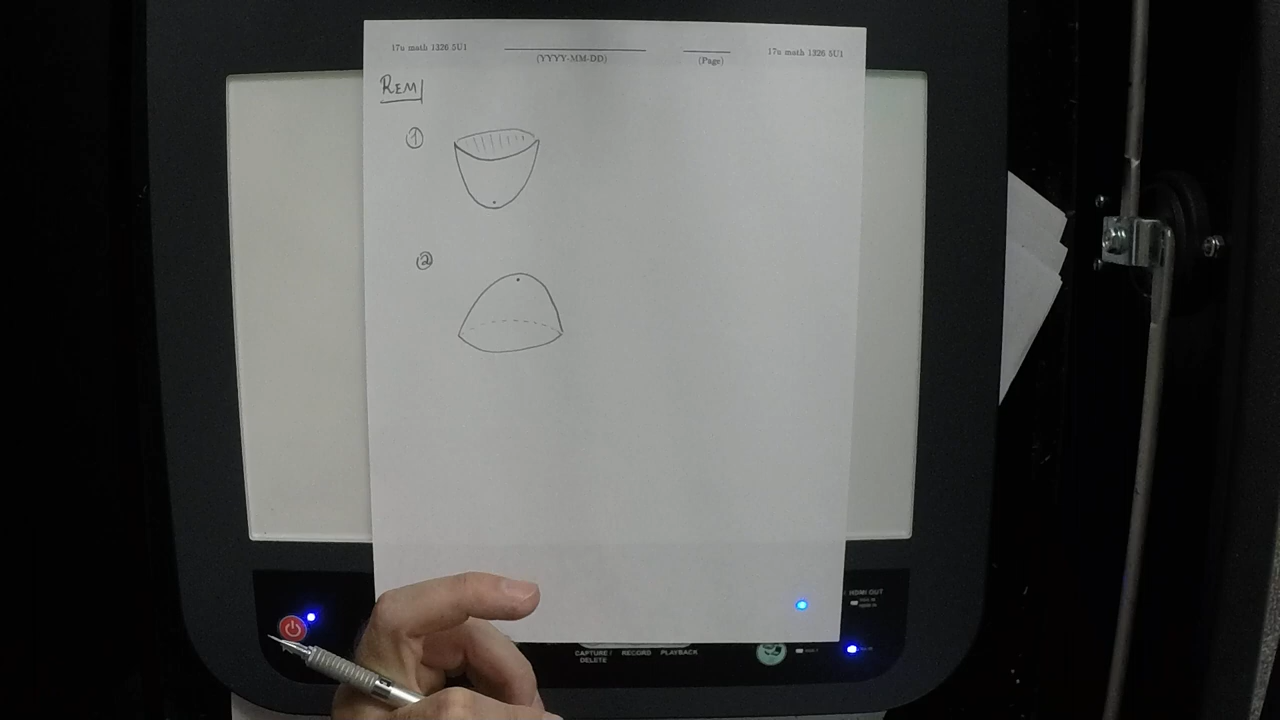 17u math 1326 5U1 (YYYY-MM-DD) (Page) 17u math 1326 5U1
REM
1
2
HDMI OUT
CAPTURE / DELETE RECORD PLAYBACK